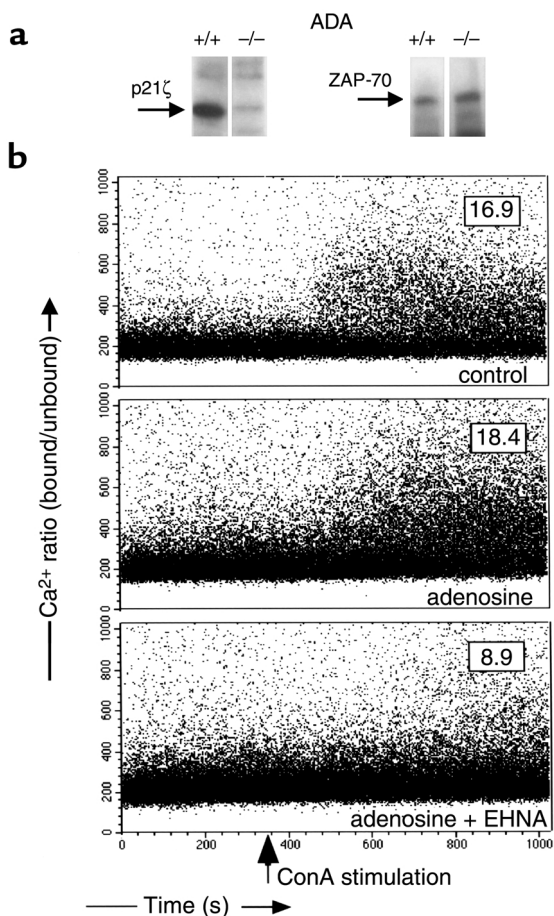 a
ADA
+/+ –/–
+/+ –/–
p21ζ
ZAP-70
b
1000
800
600
400
200
0
16.9
control
1000
800
600
400
200
0
18.4
adenosine
1000
800
600
400
200
0
8.9
adenosine + EHNA
Ca²⁺ ratio (bound/unbound)
0 200 400 600 800 1000
ConA stimulation
Time (s)